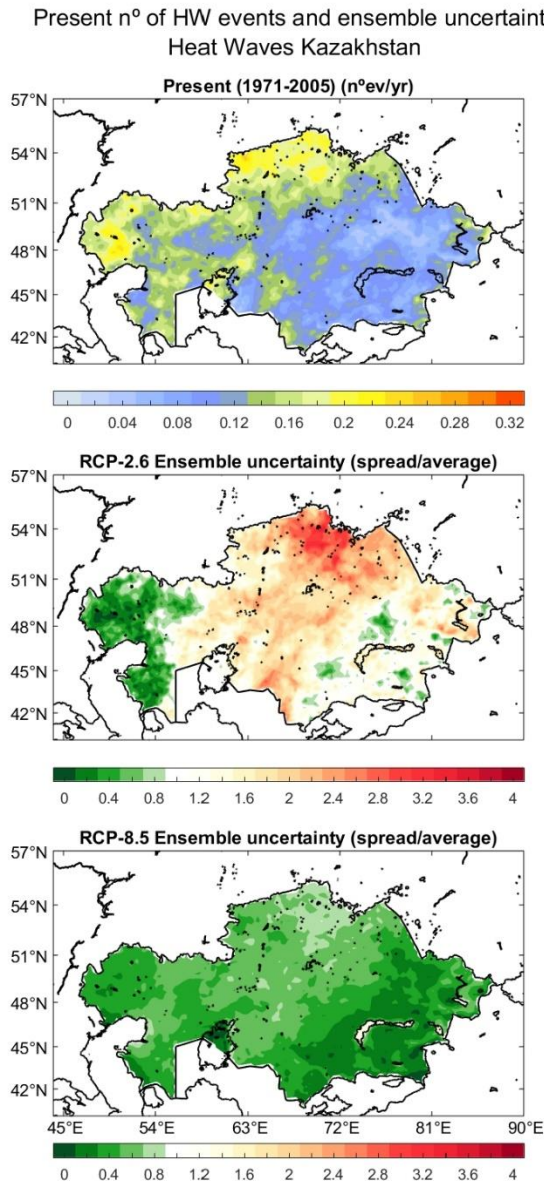 Present nº of HW events and ensemble uncertaint
Heat Waves Kazakhstan
Present (1971-2005) (nºev/yr)
57°N
54°N
51°N
48°N
45°N
42°N
0 0.04 0.08 0.12 0.16 0.2 0.24 0.28 0.32
RCP-2.6 Ensemble uncertainty (spread/average)
57°N
54°N
51°N
48°N
45°N
42°N
0 0.4 0.8 1.2 1.6 2 2.4 2.8 3.2 3.6 4
RCP-8.5 Ensemble uncertainty (spread/average)
57°N
54°N
51°N
48°N
45°N
42°N
45°E 54°E 63°E 72°E 81°E 90°E
0 0.4 0.8 1.2 1.6 2 2.4 2.8 3.2 3.6 4